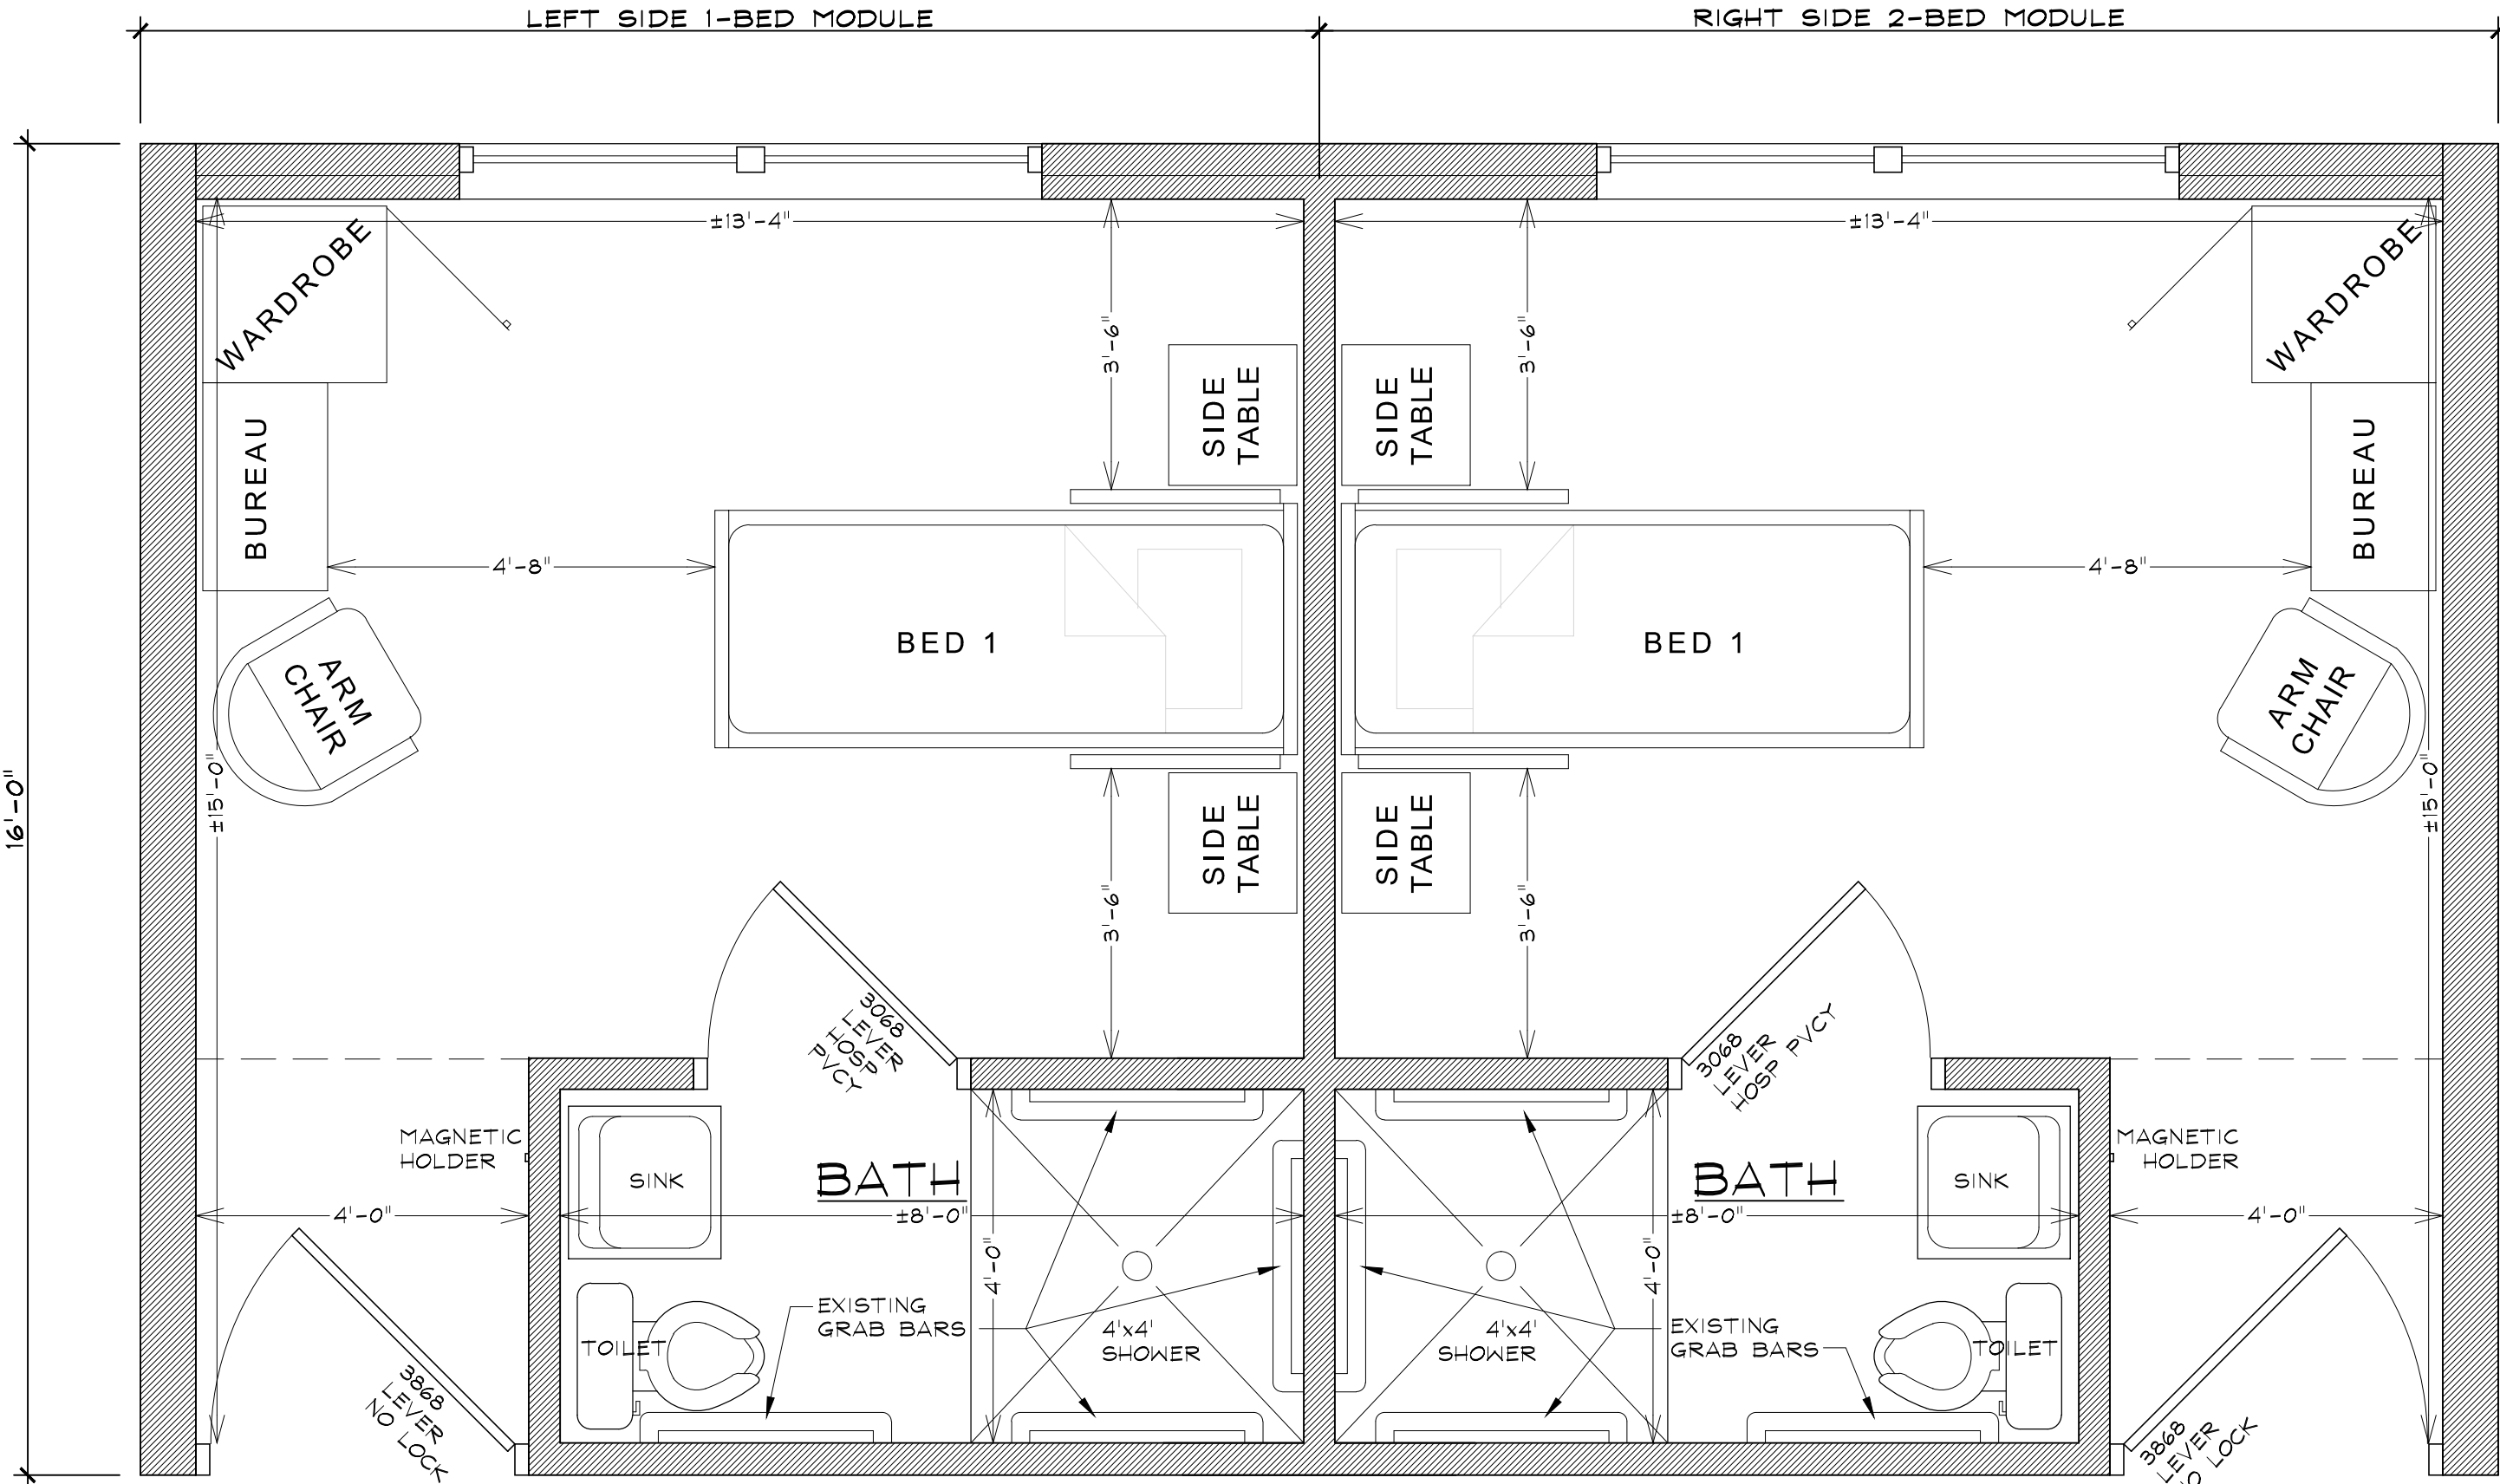 LEFT SIDE 1-BED MODULE
RIGHT SIDE 2-BED MODULE
±13'-4"
±13'-4"
WARDROBE
WARDROBE
3'-6"
3'-6"
SIDE
TABLE
SIDE
TABLE
BUREAU
BUREAU
4'-8"
4'-8"
BED 1
BED 1
ARM
CHAIR
ARM
CHAIR
16'-0"
±15'-0"
±15'-0"
SIDE
TABLE
SIDE
TABLE
3'-6"
3'-6"
3068
LEVER
HOSP
PVCY
3068
LEVER
HOSP PVCY
MAGNETIC
HOLDER
MAGNETIC
HOLDER
SINK
BATH
BATH
SINK
4'-0"
±8'-0"
±8'-0"
4'-0"
4'-0"
4'-0"
EXISTING
GRAB BARS
4'x4'
SHOWER
4'x4'
SHOWER
EXISTING
GRAB BARS
TOILET
TOILET
3868
LEVER
NO LOCK
3868
LEVER
NO LOCK